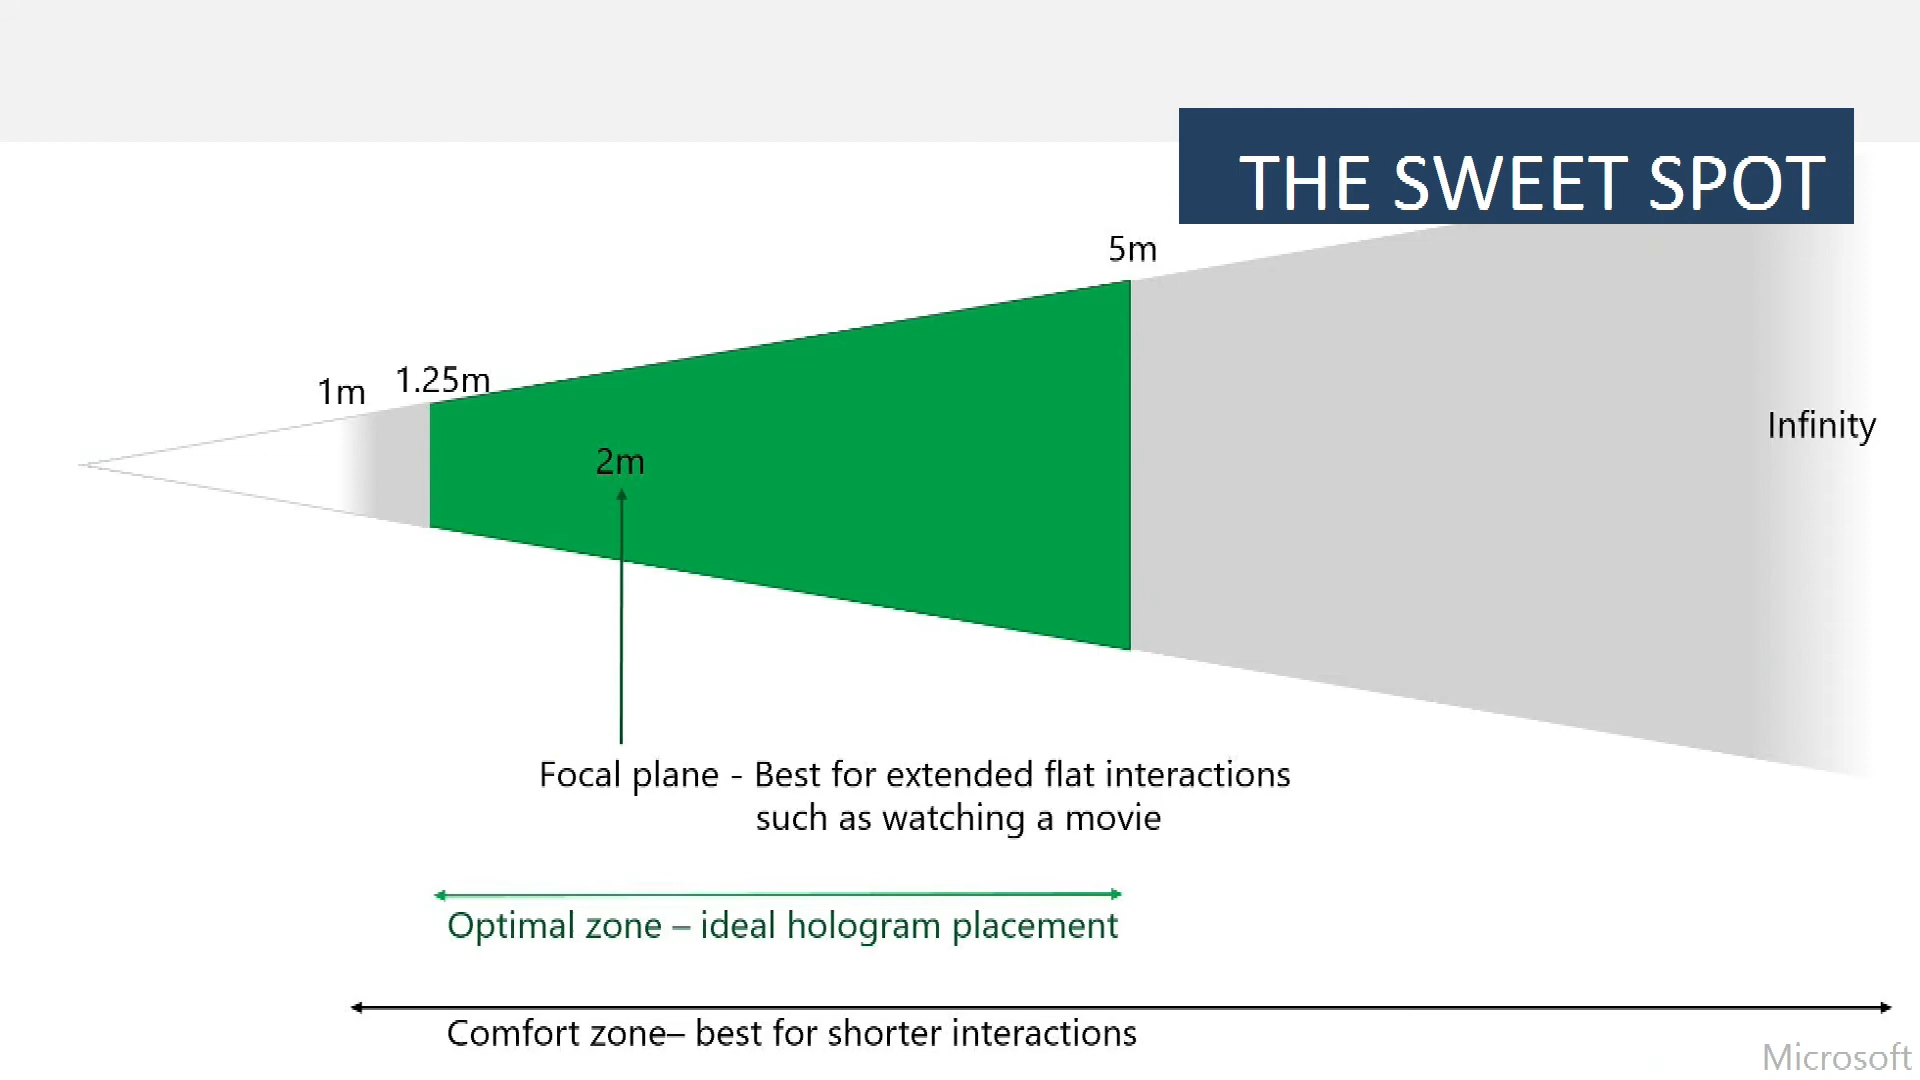 THE SWEET SPOT
5m
1m
1.25m
2m
Infinity
Focal plane - Best for extended flat interactions
such as watching a movie
Optimal zone – ideal hologram placement
Comfort zone– best for shorter interactions
Microsoft